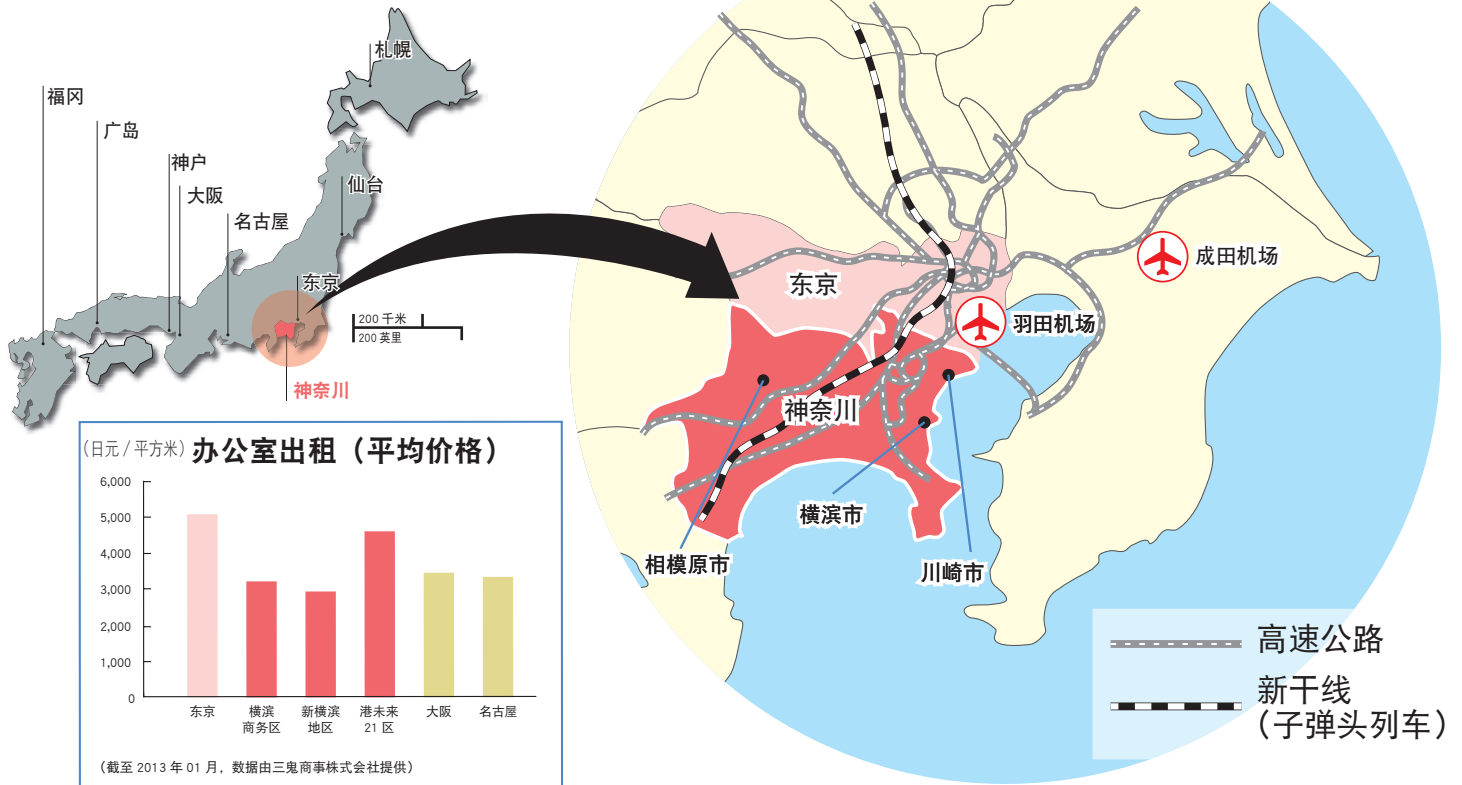 札幌
福冈
广岛
神户
大阪
仙台
名古屋
东京
200 千米
200 英里
神奈川
(日元 / 平方米) 办公室出租（平均价格）
6,000
5,000
4,000
3,000
2,000
1,000
0
东京
横滨
商务区
新横滨
地区
港未来
21 区
大阪
名古屋
(截至 2013 年 01 月，数据由三鬼商事株式会社提供)
成田机场
东京
羽田机场
神奈川
横滨市
相模原市
川崎市
高速公路
新干线
（子弹头列车）